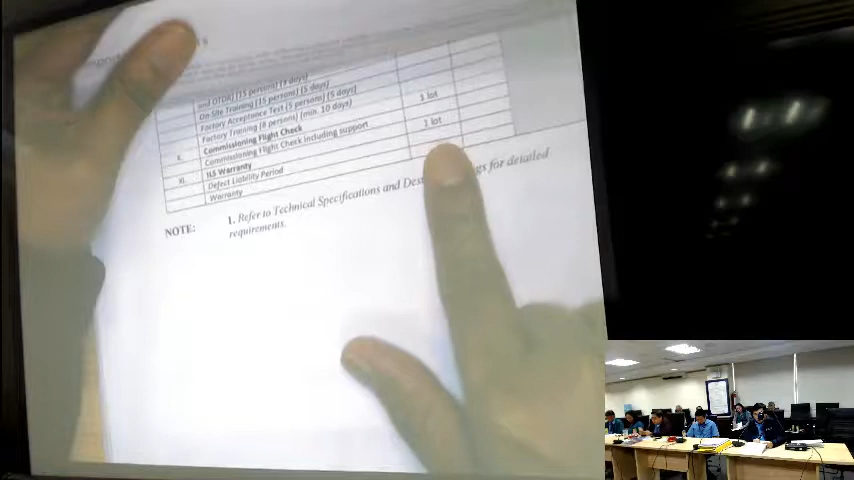 and OTDR) (15 persons) (3 days)
On-Site Training (15 persons) (5 days)
Factory Acceptance Test (5 persons) (5 days)
Factory Training (8 persons) (min. 10 days)
X. Commissioning Flight Check
Commissioning Flight Check including support 1 lot
XI. ILS Warranty
Defect Liability Period 1 lot
Warranty
NOTE: 1. Refer to Technical Specifications and for detailed
requirements.